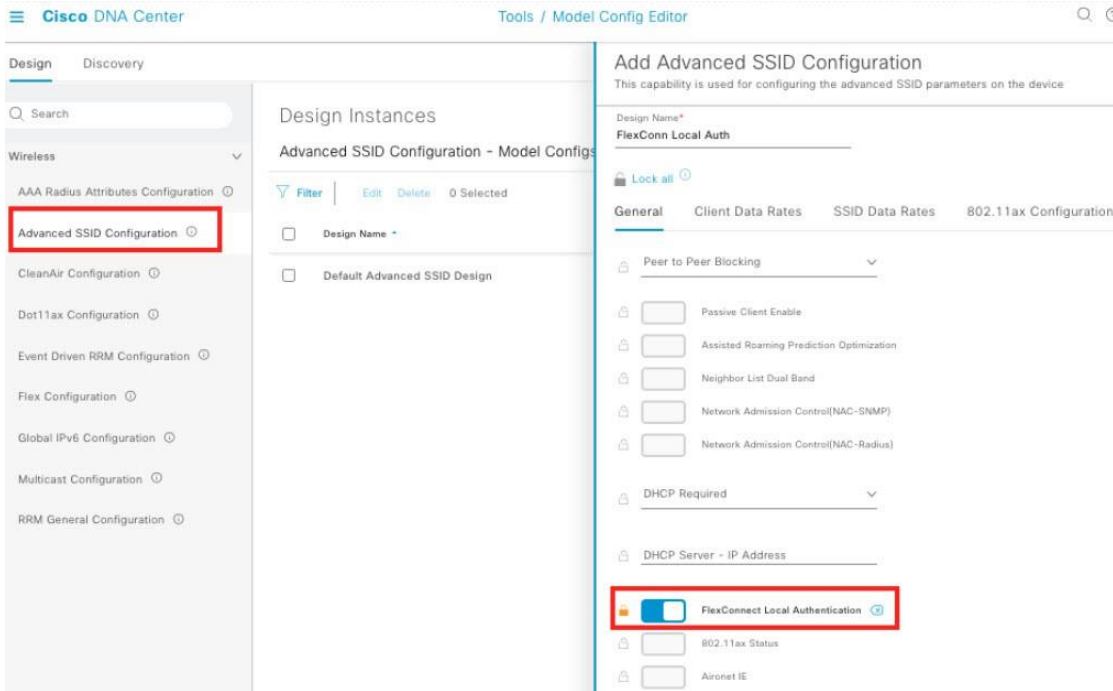 Cisco DNA Center
Tools / Model Config Editor
Design Discovery
Search
Wireless
AAA Radius Attributes Configuration
Advanced SSID Configuration
CleanAir Configuration
Dot11ax Configuration
Event Driven RRM Configuration
Flex Configuration
Global IPv6 Configuration
Multicast Configuration
RRM General Configuration
Design Instances
Advanced SSID Configuration - Model Configs
Filter Edit Delete 0 Selected
Design Name
Default Advanced SSID Design
Add Advanced SSID Configuration
This capability is used for configuring the advanced SSID parameters on the device
Design Name*
FlexConn Local Auth
Lock all
General Client Data Rates SSID Data Rates 802.11ax Configuration
Peer to Peer Blocking
Passive Client Enable
Assisted Roaming Prediction Optimization
Neighbor List Dual Band
Network Admission Control(NAC-SNMP)
Network Admission Control(NAC-Radius)
DHCP Required
DHCP Server - IP Address
FlexConnect Local Authentication
802.11ax Status
Aironet IE